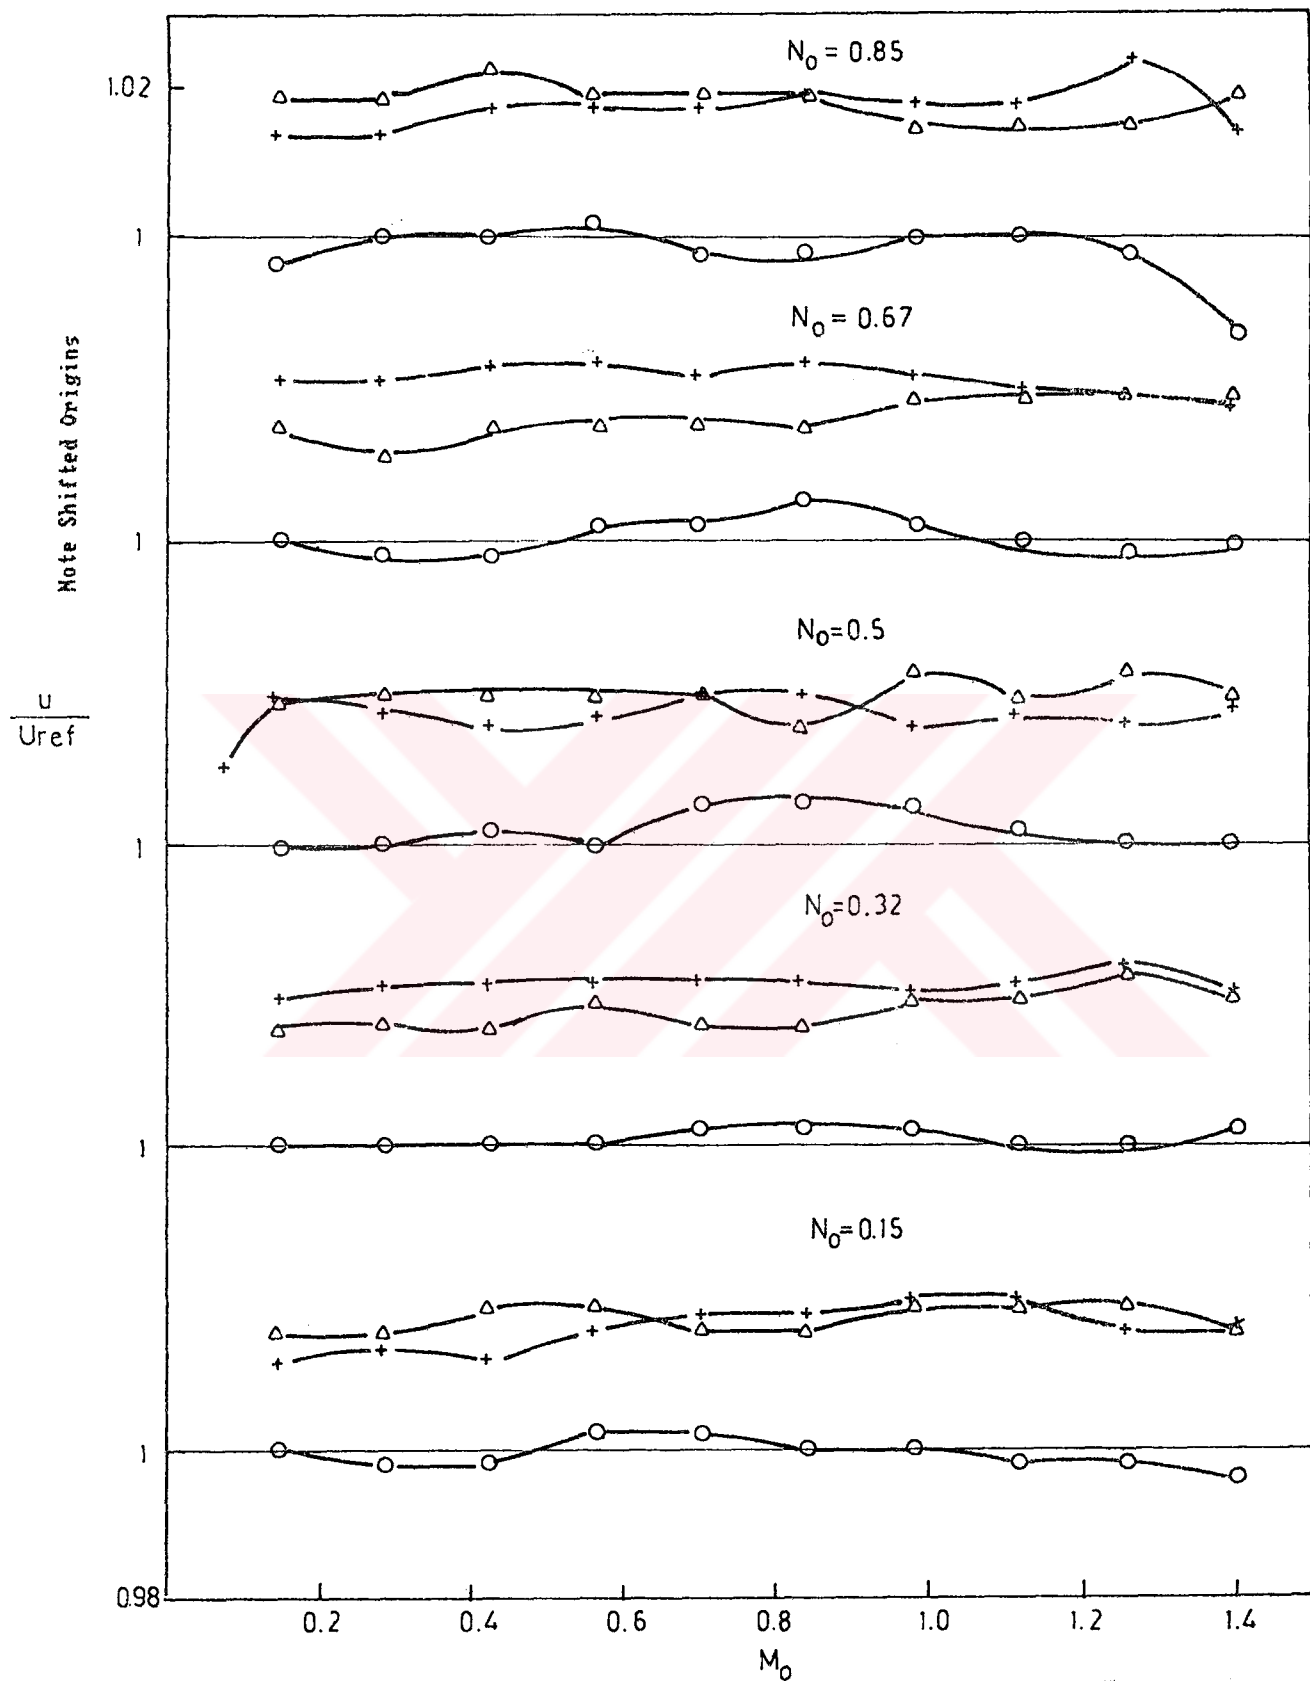 N₀ = 0.85
1.02
1
N₀ = 0.67
Note Shifted Origins
1
N₀=0.5
u
Uref
1
N₀=0.32
1
N₀=0.15
1
0.98
0.2 0.4 0.6 0.8 1.0 1.2 1.4
M₀